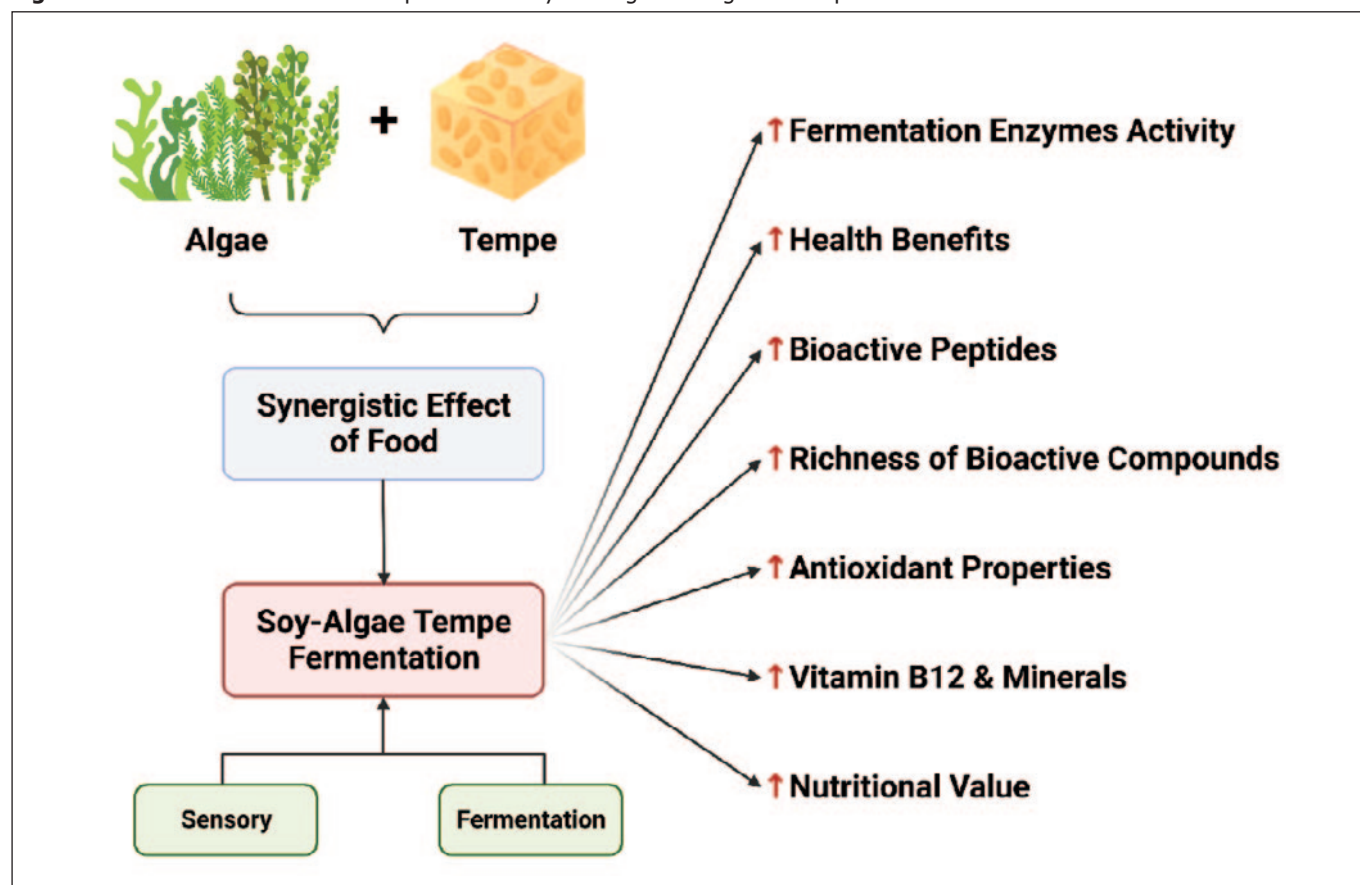 +
Algae
Tempe
Synergistic Effect
of Food
Soy-Algae Tempe
Fermentation
Sensory
Fermentation
↑Fermentation Enzymes Activity
↑Health Benefits
↑Bioactive Peptides
↑Richness of Bioactive Compounds
↑Antioxidant Properties
↑Vitamin B12 & Minerals
↑Nutritional Value